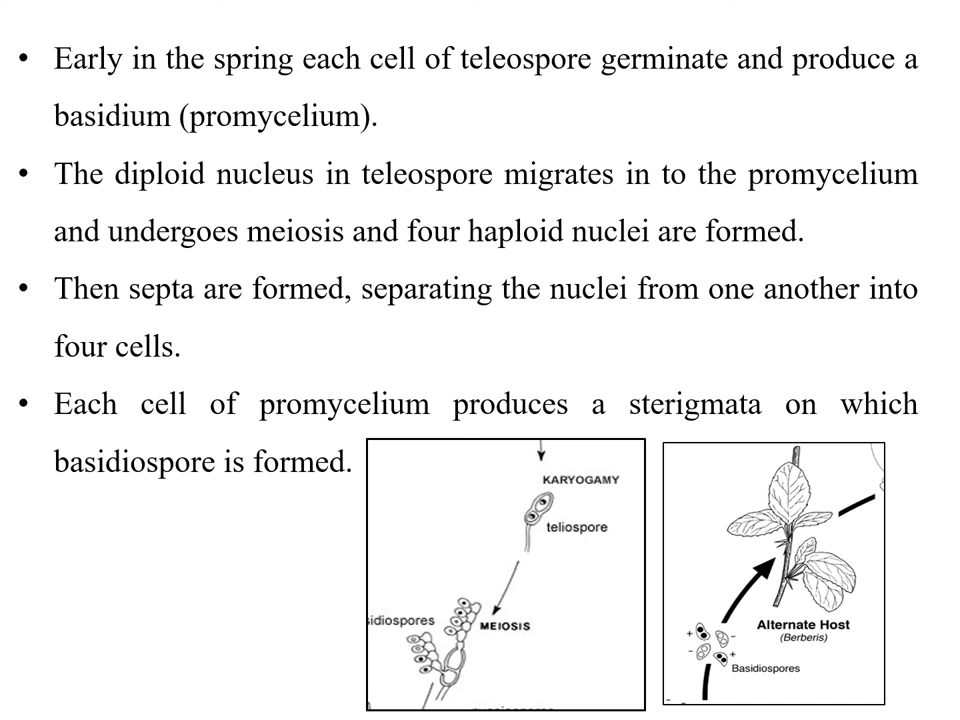 • Early in the spring each cell of teleospore germinate and produce a
basidium (promycelium).
• The diploid nucleus in teleospore migrates in to the promycelium
and undergoes meiosis and four haploid nuclei are formed.
• Then septa are formed, separating the nuclei from one another into
four cells.
• Each cell of promycelium produces a sterigmata on which
basidiospore is formed.
KARYOGAMY
teliospore
sidiospores
MEIOSIS
Alternate Host
(Berberis)
+ -
- +
Basidiospores